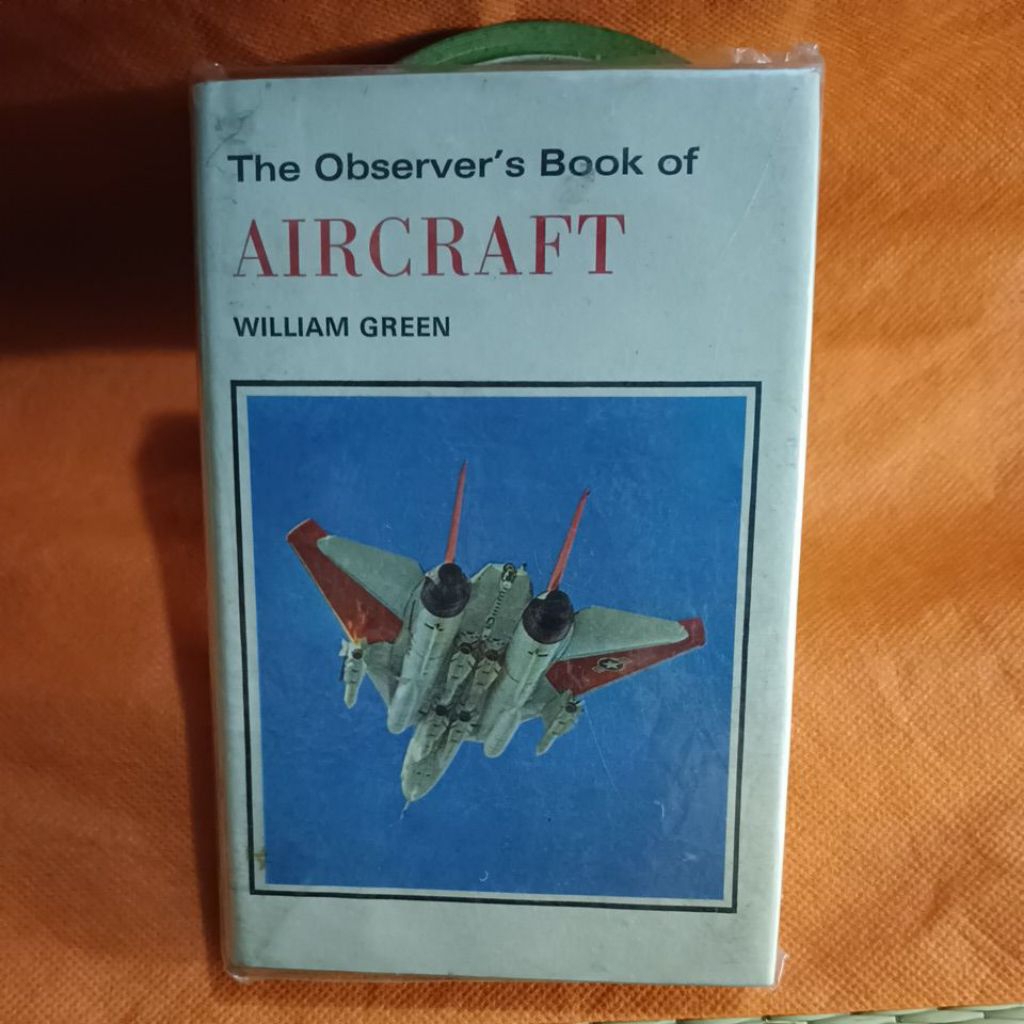 The Observer's Book of
AIRCRAFT
WILLIAM GREEN